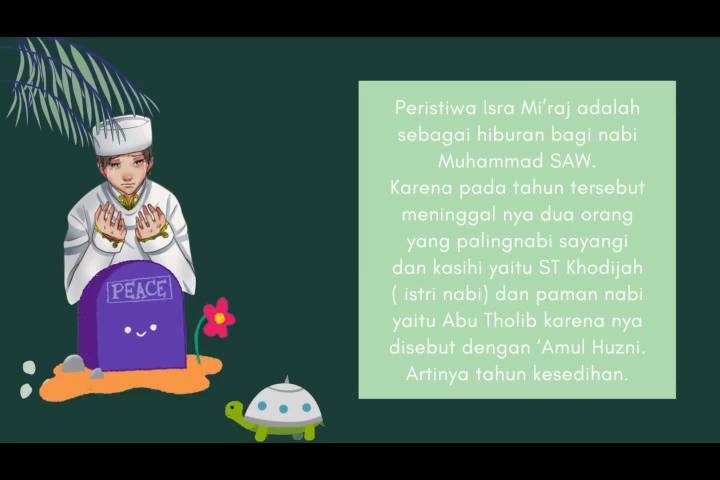 PEACE
Peristiwa Isra Mi’raj adalah
sebagai hiburan bagi nabi
Muhammad SAW.
Karena pada tahun tersebut
meninggal nya dua orang
yang palingnabi sayangi
dan kasihi yaitu ST Khodijah
( istri nabi) dan paman nabi
yaitu Abu Tholib karena nya
disebut dengan ‘Amul Huzni.
Artinya tahun kesedihan.